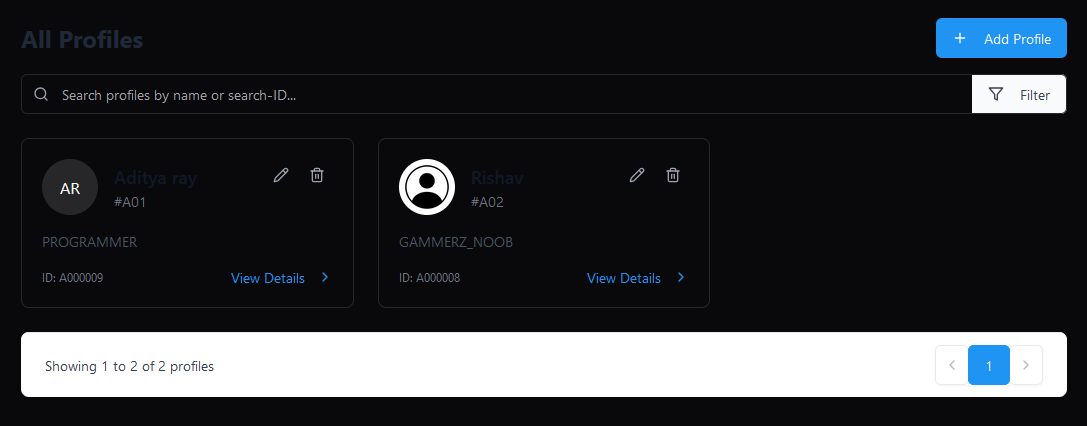 All Profiles
Add Profile
Search profiles by name or search-ID...
Filter
AR
Aditya ray
#A01
PROGRAMMER
ID: A000009
View Details
Rishav
#A02
GAMMERZ_NOOB
ID: A000008
View Details
Showing 1 to 2 of 2 profiles
1